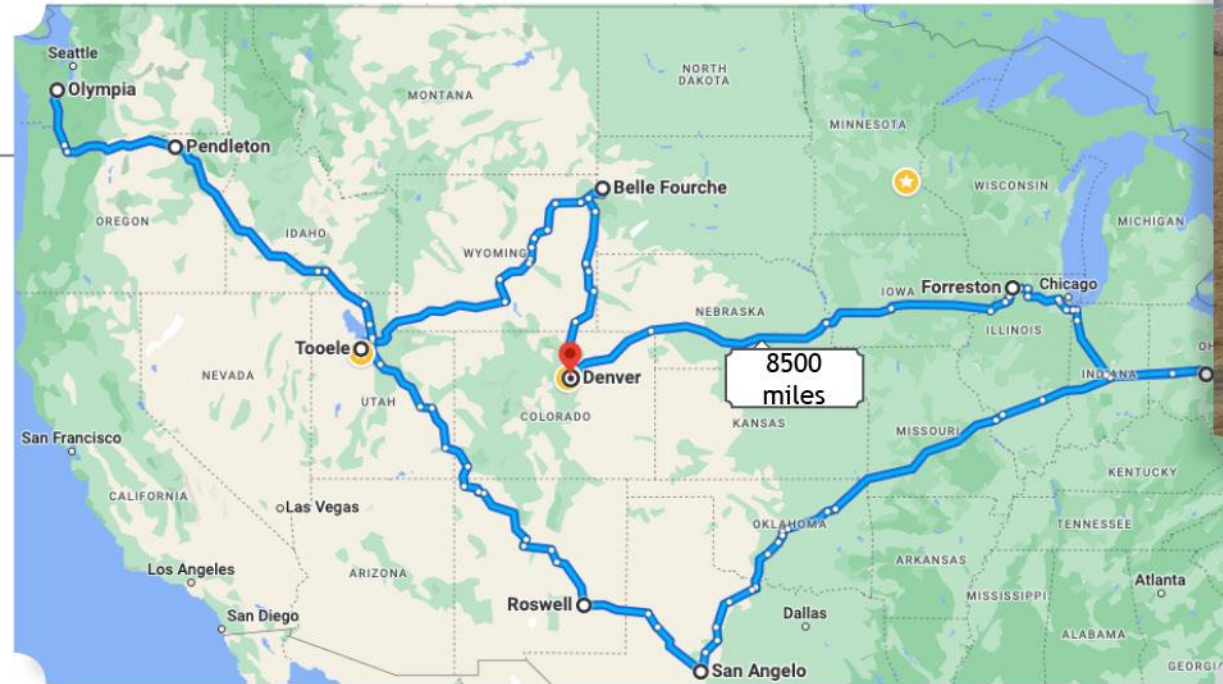 Seattle
Olympia
Pendleton
MONTANA
NORTH
DAKOTA
MINNESOTA
WISCONSIN
MICHIGAN
Belle Fourche
OREGON
IDAHO
WYOMING
Forreston
Chicago
IOWA
NEBRASKA
ILLINOIS
Tooele
NEVADA
UTAH
Denver
COLORADO
8500
miles
KANSAS
MISSOURI
INDIANA
San Francisco
CALIFORNIA
Las Vegas
KENTUCKY
OKLAHOMA
TENNESSEE
ARKANSAS
Los Angeles
ARIZONA
Atlanta
MISSISSIPPI
Roswell
San Diego
Dallas
ALABAMA
San Angelo